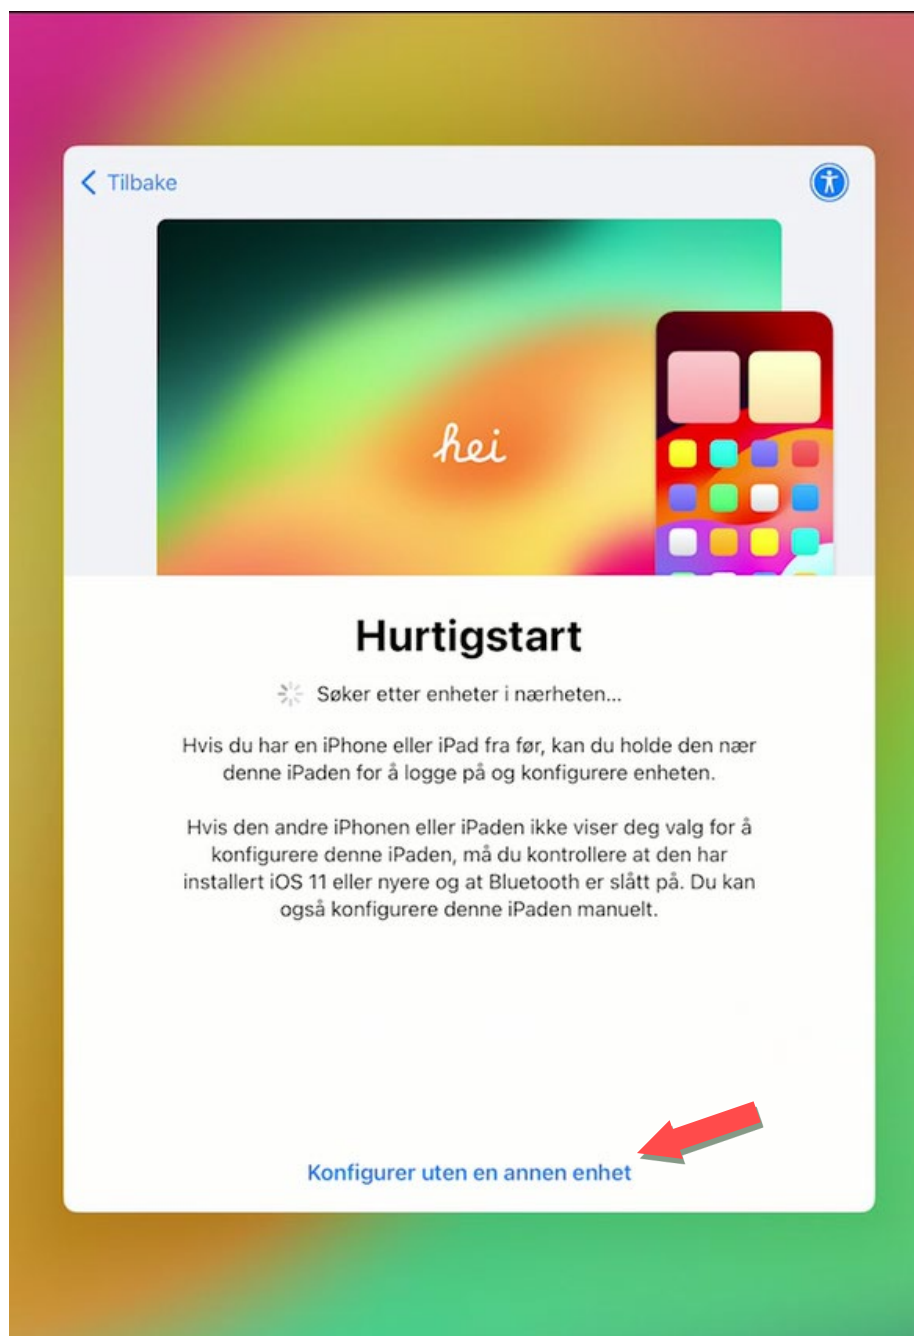 Tilbake
hei
Hurtigstart
Søker etter enheter i nærheten...
Hvis du har en iPhone eller iPad fra før, kan du holde den nær
denne iPaden for å logge på og konfigurere enheten.
Hvis den andre iPhonen eller iPaden ikke viser deg valg for å
konfigurere denne iPaden, må du kontrollere at den har
installert iOS 11 eller nyere og at Bluetooth er slått på. Du kan
også konfigurere denne iPaden manuelt.
Konfigurer uten en annen enhet